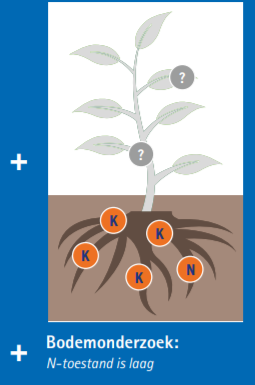 ?
?
+
K
K
K
K
N
+ Bodemonderzoek:
N-toestand is laag